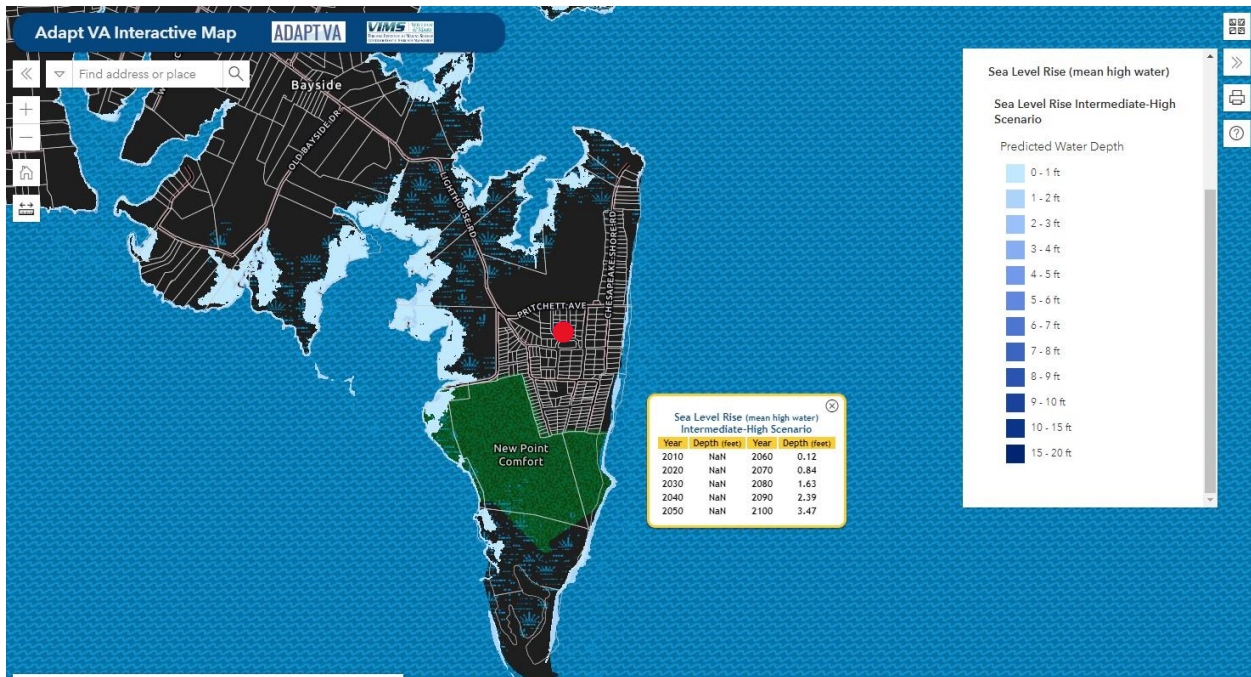 Adapt VA Interactive Map
ADAPTVA
VIMS
Find address or place
Bayside
OLD BAYSIDE DR
LIGHTHOUSE RD
CHESAPEAKE SHORE RD
PRITCHETT AVE
New Point
Comfort
Sea Level Rise (mean high water)
Intermediate-High Scenario
Year Depth (feet) Year Depth (feet)
2010 NaN 2060 0.12
2020 NaN 2070 0.84
2030 NaN 2080 1.63
2040 NaN 2090 2.39
2050 NaN 2100 3.47
Sea Level Rise (mean high water)
Sea Level Rise Intermediate-High
Scenario
Predicted Water Depth
0 - 1 ft
1 - 2 ft
2 - 3 ft
3 - 4 ft
4 - 5 ft
5 - 6 ft
6 - 7 ft
7 - 8 ft
8 - 9 ft
9 - 10 ft
10 - 15 ft
15 - 20 ft